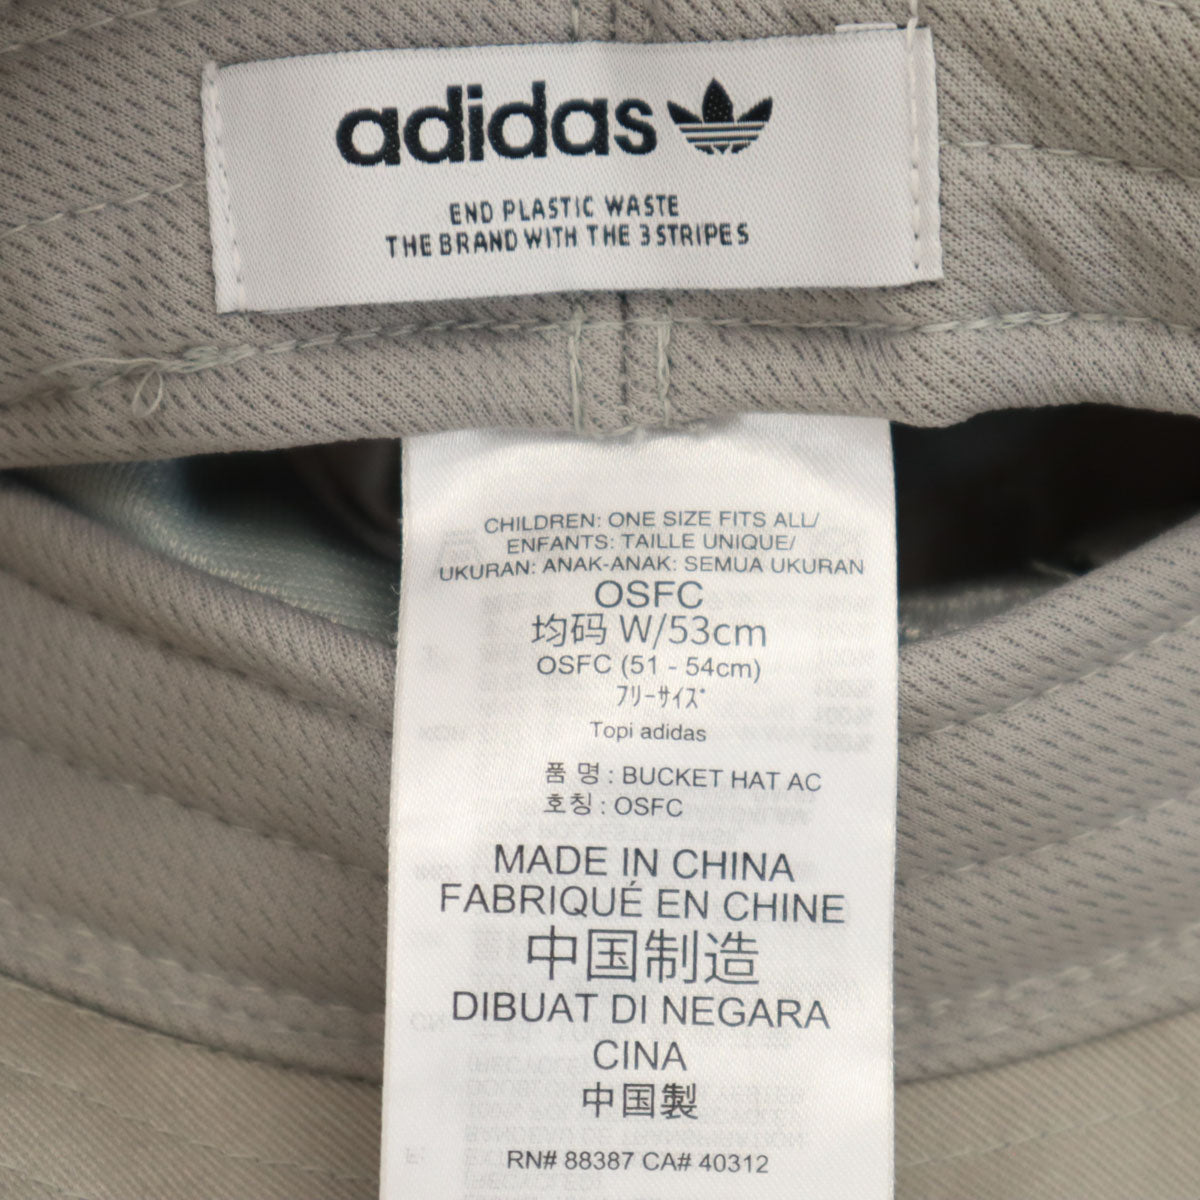 adidas
END PLASTIC WASTE
THE BRAND WITH THE 3 STRIPES
CHILDREN: ONE SIZE FITS ALL/
ENFANTS: TAILLE UNIQUE/
UKURAN: ANAK-ANAK: SEMUA UKURAN
OSFC
均码 W/53cm
OSFC (51 - 54cm)
ﾌﾘｰｻｲｽﾞ
Topi adidas
품 명 : BUCKET HAT AC
호칭 : OSFC
MADE IN CHINA
FABRIQUÉ EN CHINE
中国制造
DIBUAT DI NEGARA
CINA
中国製
RN# 88387 CA# 40312